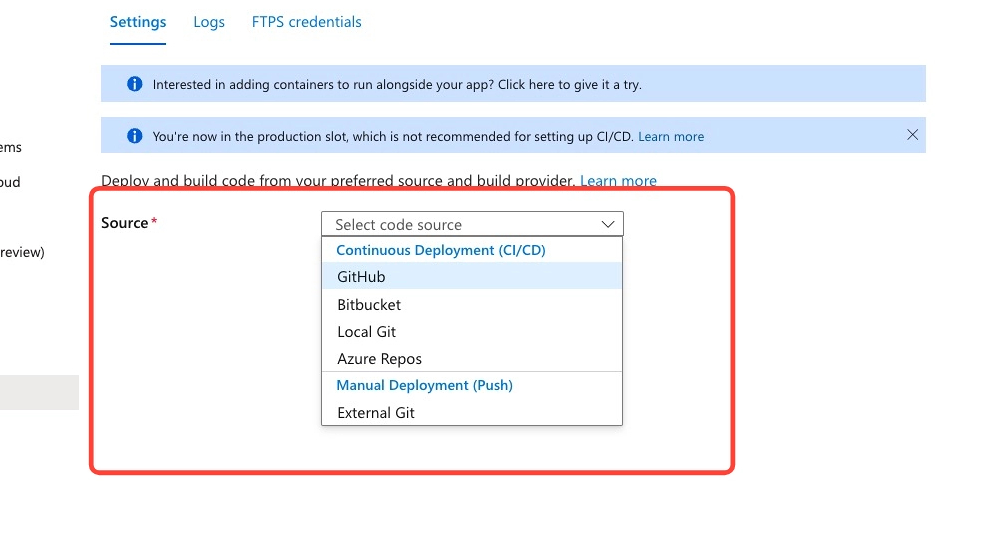 Settings Logs FTPS credentials
Interested in adding containers to run alongside your app? Click here to give it a try.
You're now in the production slot, which is not recommended for setting up CI/CD. Learn more
ems
oud
Deploy and build code from your preferred source and build provider. Learn more
Source* Select code source
review)
Continuous Deployment (CI/CD)
GitHub
Bitbucket
Local Git
Azure Repos
Manual Deployment (Push)
External Git